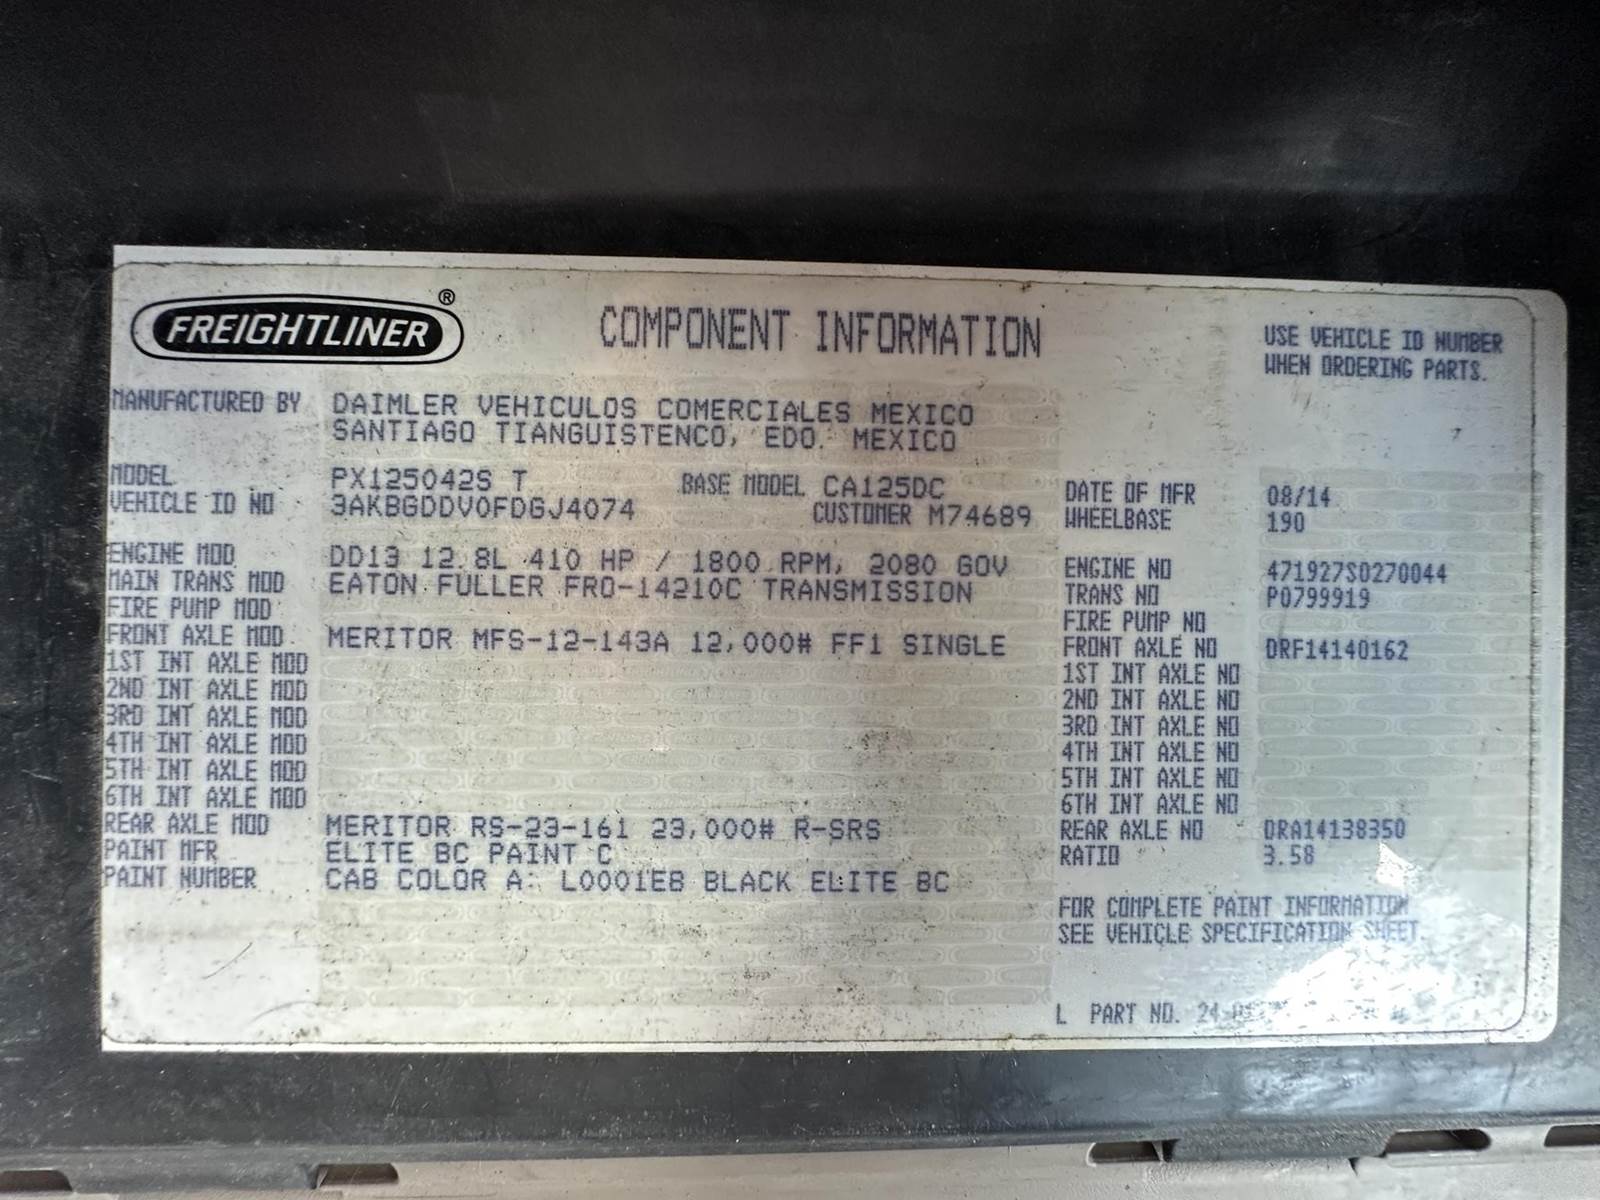 FREIGHTLINER ®
COMPONENT INFORMATION
USE VEHICLE ID NUMBER
WHEN ORDERING PARTS.
MANUFACTURED BY DAIMLER VEHICULOS COMERCIALES MEXICO
SANTIAGO TIANGUISTENCO, EDO. MEXICO
MODEL PX125042S T BASE MODEL CA125DC DATE OF MFR 08/14
VEHICLE ID NO 3AKBGDDV0FDGJ4074 CUSTOMER M74689 WHEELBASE 190
ENGINE MOD DD13 12.8L 410 HP / 1800 RPM, 2080 GOV ENGINE NO 471927S0270044
MAIN TRANS MOD EATON FULLER FRO-14210C TRANSMISSION TRANS NO P0799919
FIRE PUMP MOD FIRE PUMP NO
FRONT AXLE MOD MERITOR MFS-12-143A 12,000# FF1 SINGLE FRONT AXLE NO DRF14140162
1ST INT AXLE MOD 1ST INT AXLE NO
2ND INT AXLE MOD 2ND INT AXLE NO
3RD INT AXLE MOD 3RD INT AXLE NO
4TH INT AXLE MOD 4TH INT AXLE NO
5TH INT AXLE MOD 5TH INT AXLE NO
6TH INT AXLE MOD 6TH INT AXLE NO
REAR AXLE MOD MERITOR RS-23-161 23,000# R-SRS REAR AXLE NO DRA14138350
PAINT MFR ELITE BC PAINT C RATIO 3.58
PAINT NUMBER CAB COLOR A: L0001EB BLACK ELITE BC
FOR COMPLETE PAINT INFORMATION
SEE VEHICLE SPECIFICATION SHEET.
L PART NO. 24